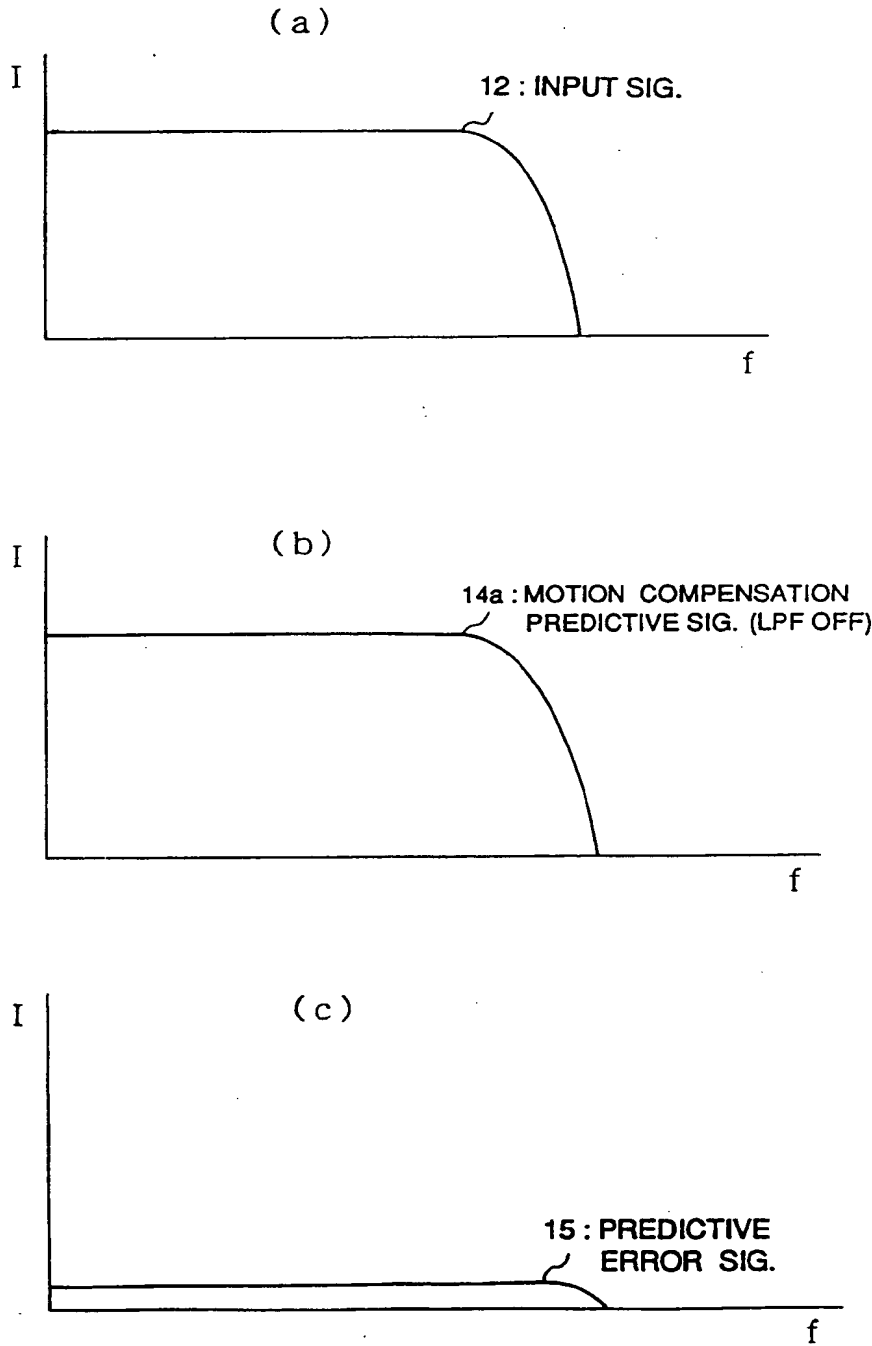 (a)
I
12 : INPUT SIG.
f
(b)
I
14a : MOTION COMPENSATION
PREDICTIVE SIG. (LPF OFF)
f
(c)
I
15 : PREDICTIVE
ERROR SIG.
f